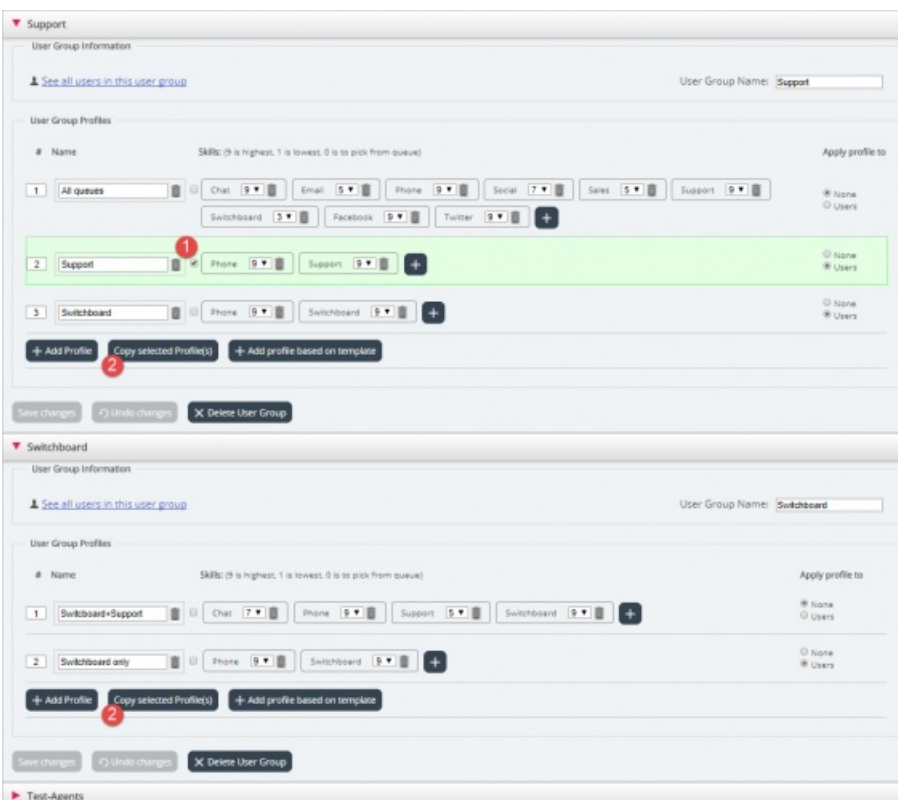 Support
User Group Information
See all users in this user group User Group Name: Support
User Group Profiles
# Name Skills: (9 is highest, 1 is lowest, 0 is to pick from queue) Apply profile to
1 All queues Chat 9 Email 5 Phone 9 Social 7 Sales 5 Support 9 None
Users
Switchboard 3 Facebook 9 Twitter 9 +
1
2 Support Phone 9 Support 9 + None
Users
3 Switchboard Phone 9 Switchboard 9 + None
Users
+ Add Profile Copy selected Profile(s) + Add profile based on template
2
Save changes Undo changes X Delete User Group
Switchboard
User Group Information
See all users in this user group User Group Name: Switchboard
User Group Profiles
# Name Skills: (9 is highest, 1 is lowest, 0 is to pick from queue) Apply profile to
1 Switcboard+Support Chat 7 Phone 9 Support 5 Switchboard 9 + None
Users
2 Switchboard only Phone 9 Switchboard 9 + None
Users
+ Add Profile Copy selected Profile(s) + Add profile based on template
2
Save changes Undo changes X Delete User Group
Test-Agents